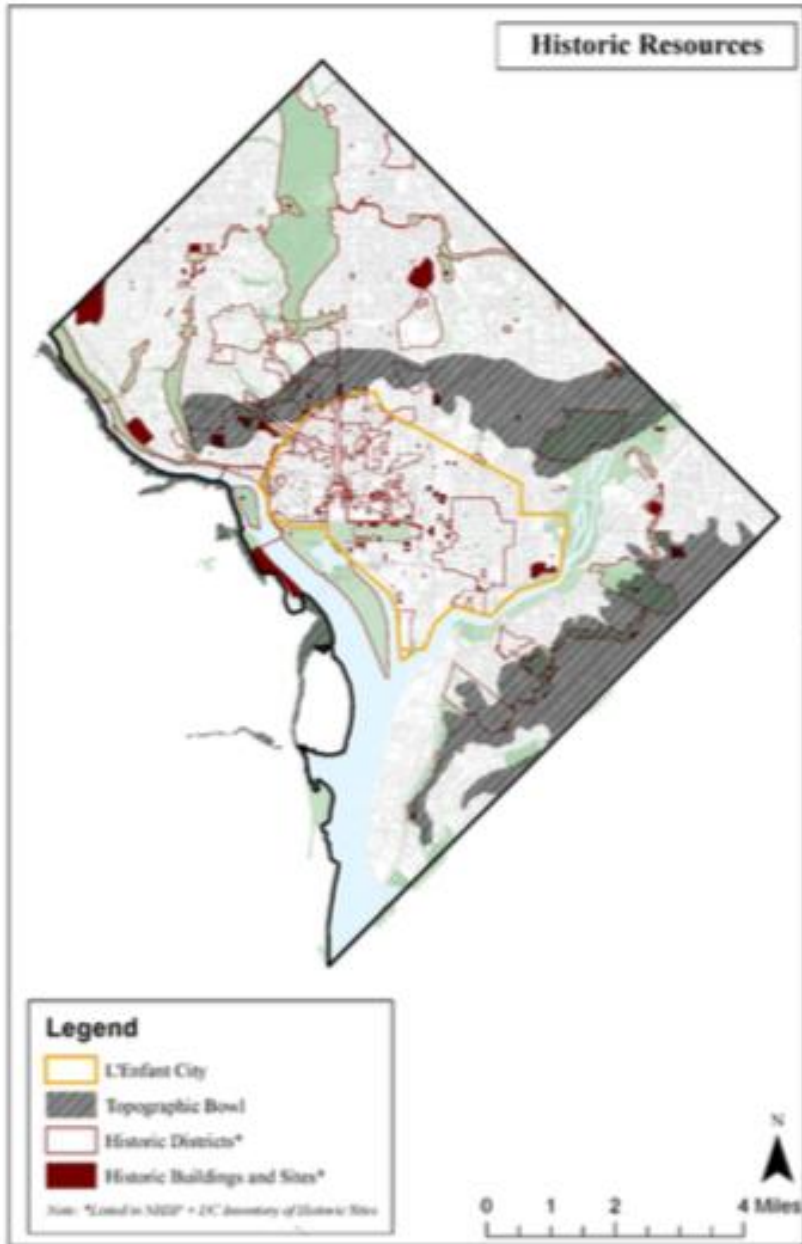 Historic Resources
Legend
L'Enfant City
Topographic Bowl
Historic Districts*
Historic Buildings and Sites*
Note: *Listed in NRHP + DC Inventory of Historic Sites
N
0 1 2 4 Miles